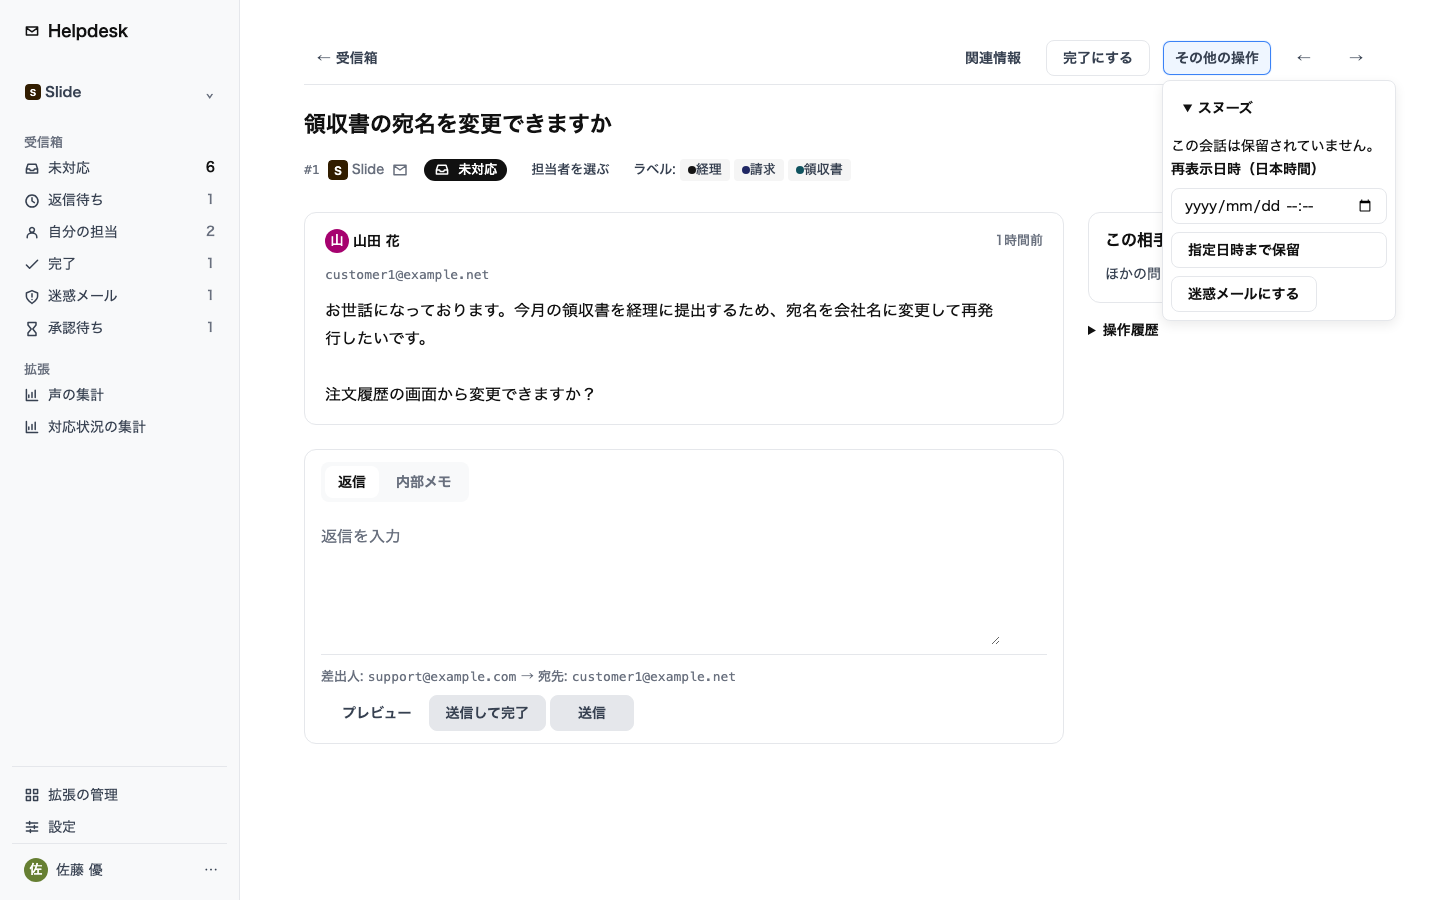 Helpdesk
S Slide
受信箱
未対応 6
返信待ち 1
自分の担当 2
完了 1
迷惑メール 1
承認待ち 1
拡張
声の集計
対応状況の集計
拡張の管理
設定
佐 佐藤 優 …
← 受信箱
関連情報 完了にする その他の操作 ← →
領収書の宛名を変更できますか
#1 S Slide 未対応 担当者を選ぶ ラベル: 経理 請求 領収書
▼ スヌーズ
この会話は保留されていません。
再表示日時（日本時間）
yyyy/mm/dd --:--
指定日時まで保留
迷惑メールにする
山 山田 花 1時間前
customer1@example.net
お世話になっております。今月の領収書を経理に提出するため、宛名を会社名に変更して再発
行したいです。
注文履歴の画面から変更できますか？
この相手
ほかの問
▶ 操作履歴
返信 内部メモ
返信を入力
差出人: support@example.com → 宛先: customer1@example.net
プレビュー 送信して完了 送信